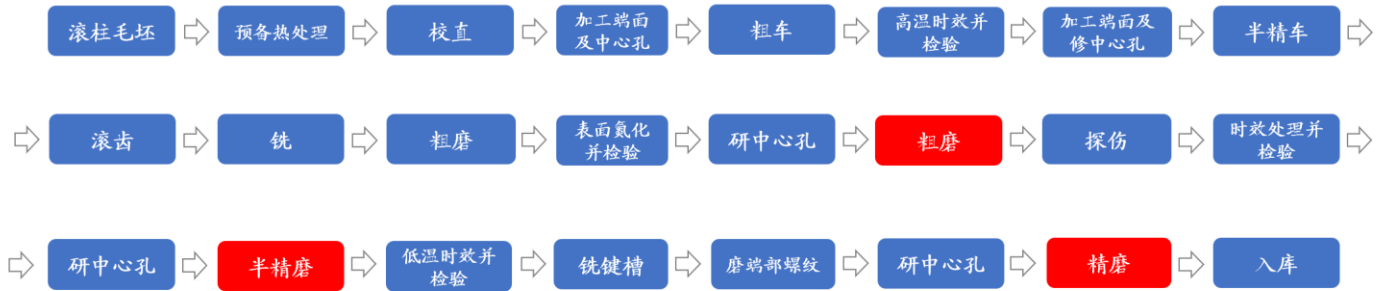 滚柱毛坯
预备热处理
校直
加工端面
及中心孔
粗车
高温时效并
检验
加工端面及
修中心孔
半精车
滚齿
铣
粗磨
表面氮化
并检验
研中心孔
粗磨
探伤
时效处理并
检验
研中心孔
半精磨
低温时效并
检验
铣键槽
磨端部螺纹
研中心孔
精磨
入库